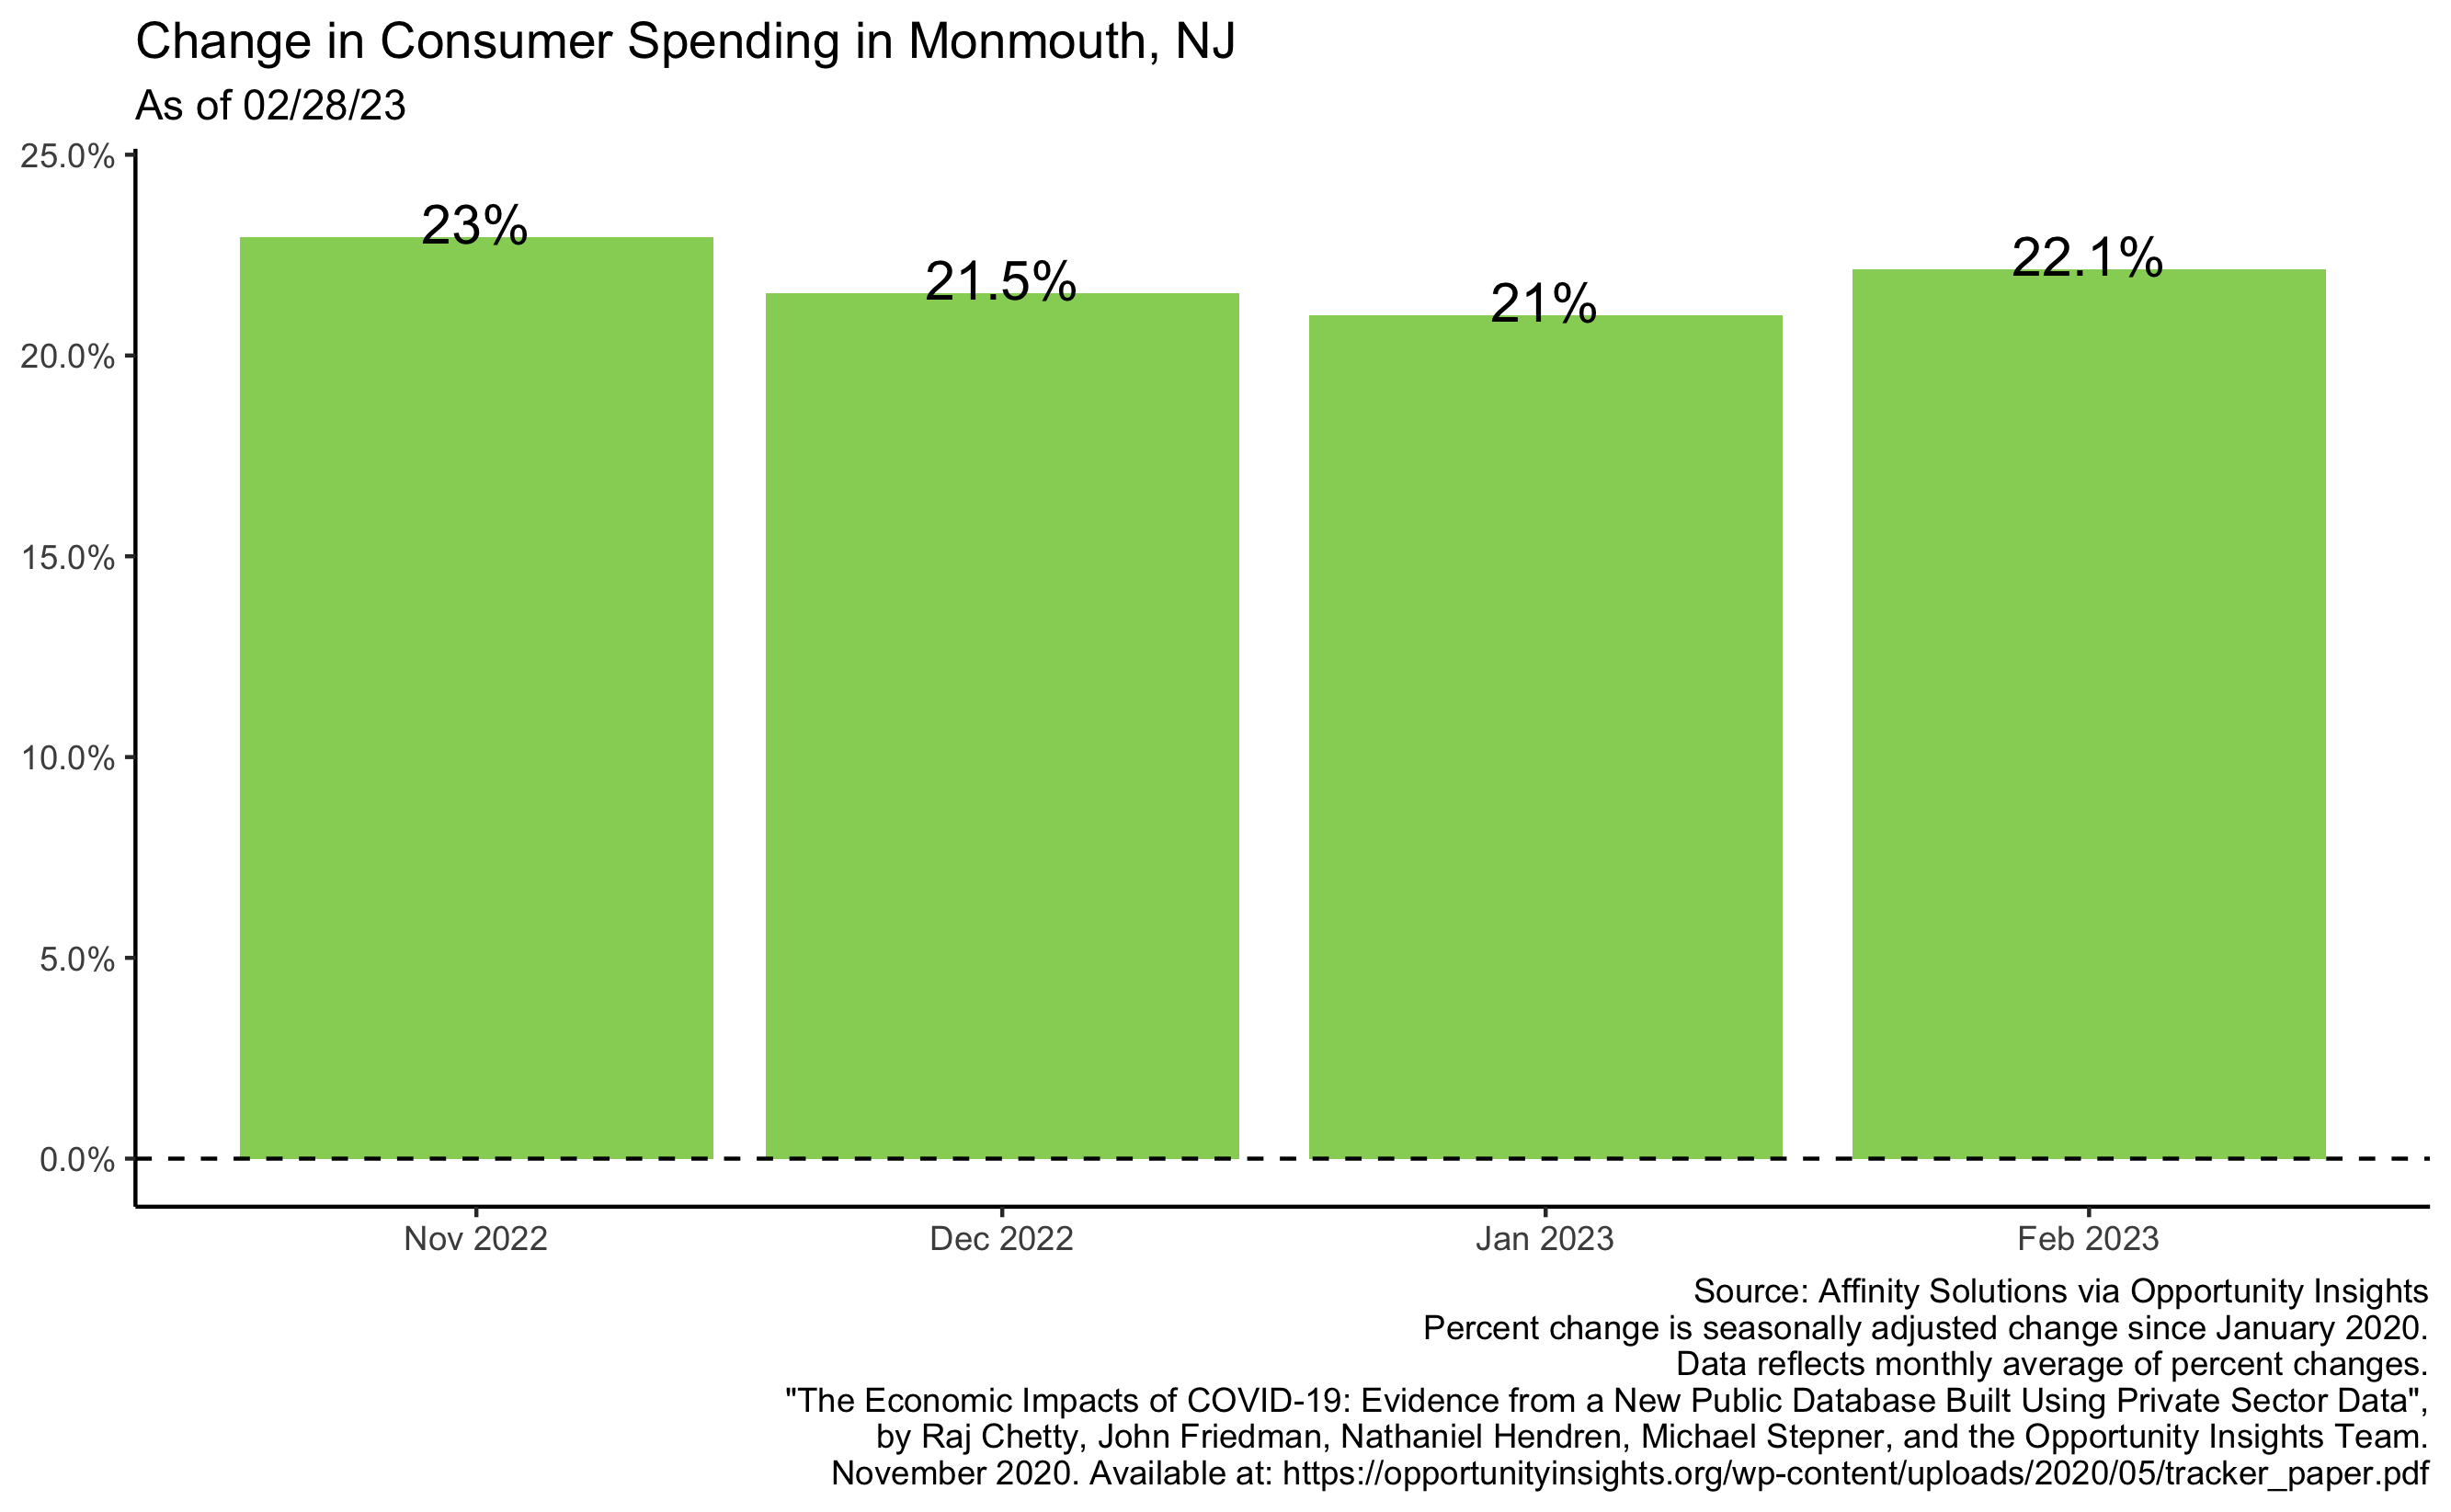 Change in Consumer Spending in Monmouth, NJ
As of 02/28/23
25.0%
20.0%
15.0%
10.0%
5.0%
0.0%
23%
21.5%
21%
22.1%
Nov 2022
Dec 2022
Jan 2023
Feb 2023
Source: Affinity Solutions via Opportunity Insights
Percent change is seasonally adjusted change since January 2020.
Data reflects monthly average of percent changes.
"The Economic Impacts of COVID-19: Evidence from a New Public Database Built Using Private Sector Data",
by Raj Chetty, John Friedman, Nathaniel Hendren, Michael Stepner, and the Opportunity Insights Team.
November 2020. Available at: https://opportunityinsights.org/wp-content/uploads/2020/05/tracker_paper.pdf